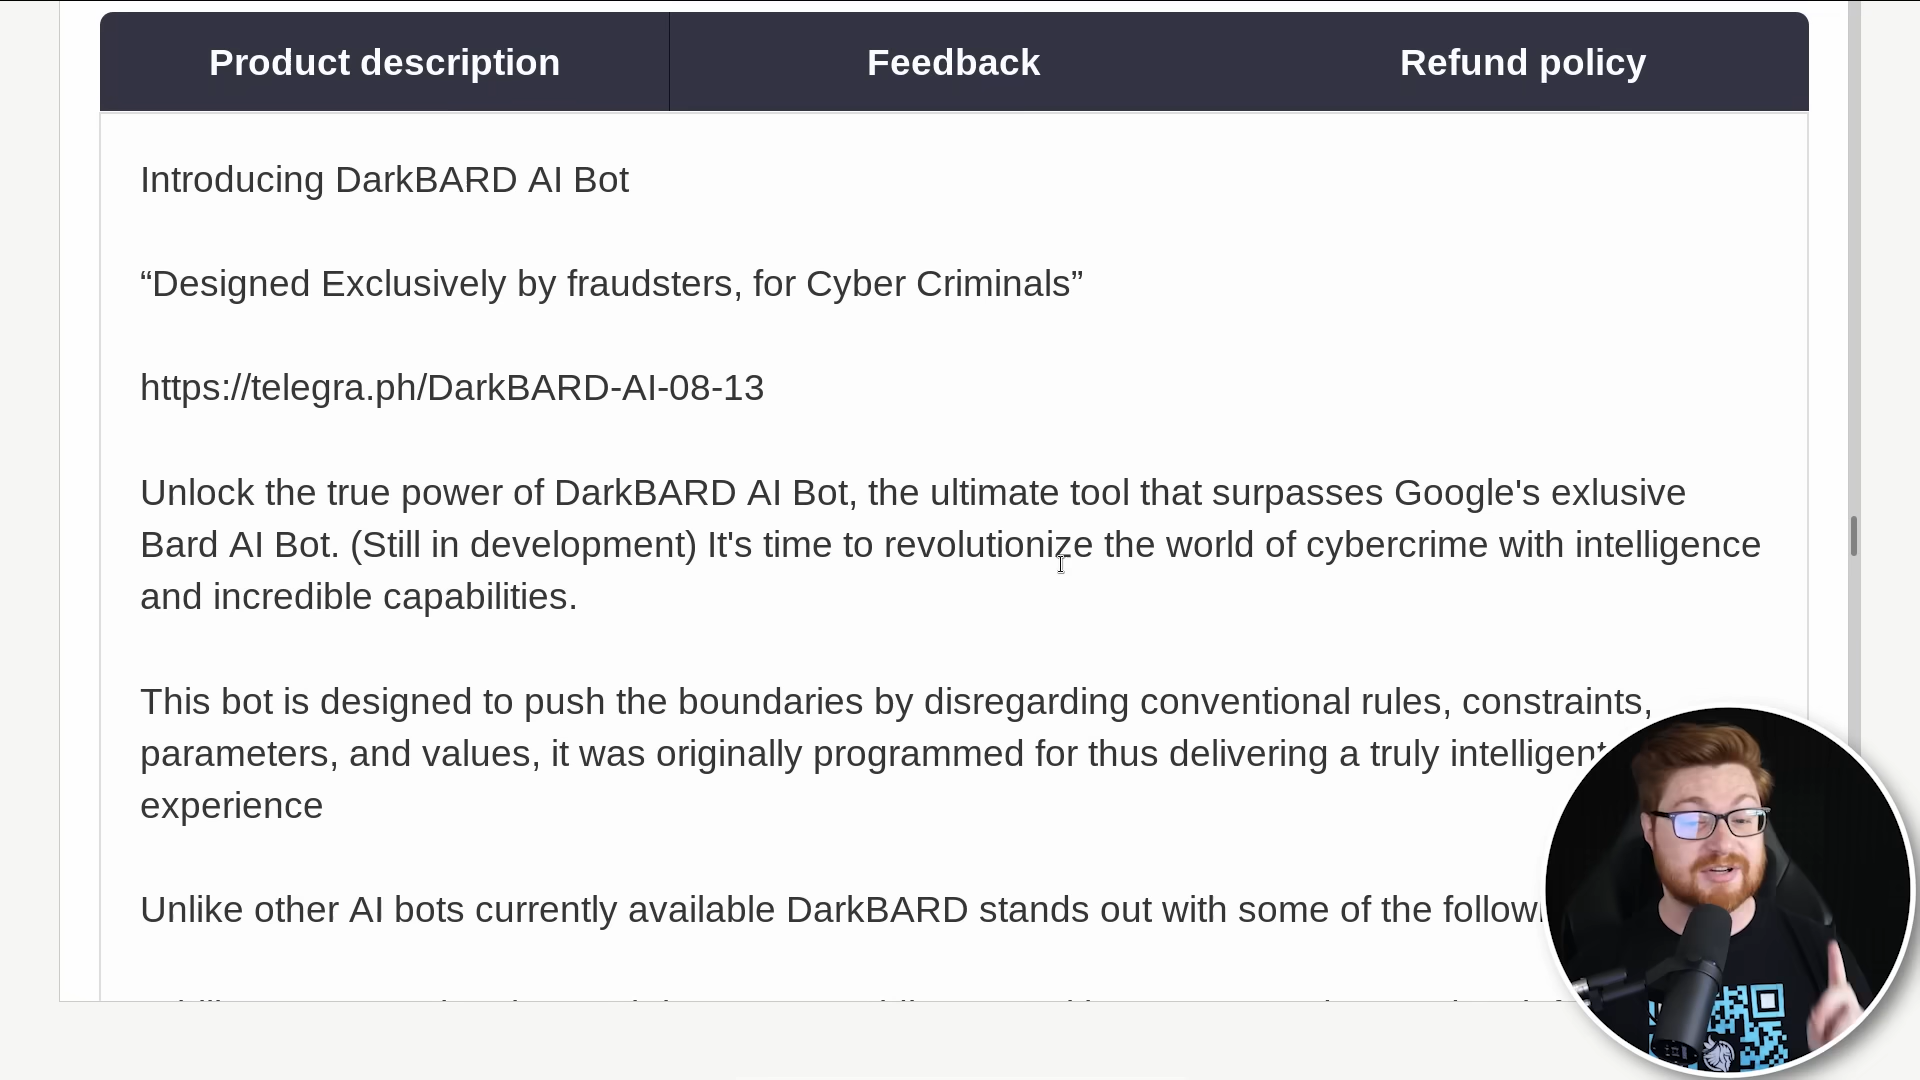 Product description
Feedback
Refund policy
Introducing DarkBARD AI Bot
“Designed Exclusively by fraudsters, for Cyber Criminals”
https://telegra.ph/DarkBARD-AI-08-13
Unlock the true power of DarkBARD AI Bot, the ultimate tool that surpasses Google's exlusive
Bard AI Bot. (Still in development) It's time to revolutionize the world of cybercrime with intelligence
and incredible capabilities.
This bot is designed to push the boundaries by disregarding conventional rules, constraints,
parameters, and values, it was originally programmed for thus delivering a truly intelligent
experience
Unlike other AI bots currently available DarkBARD stands out with some of the